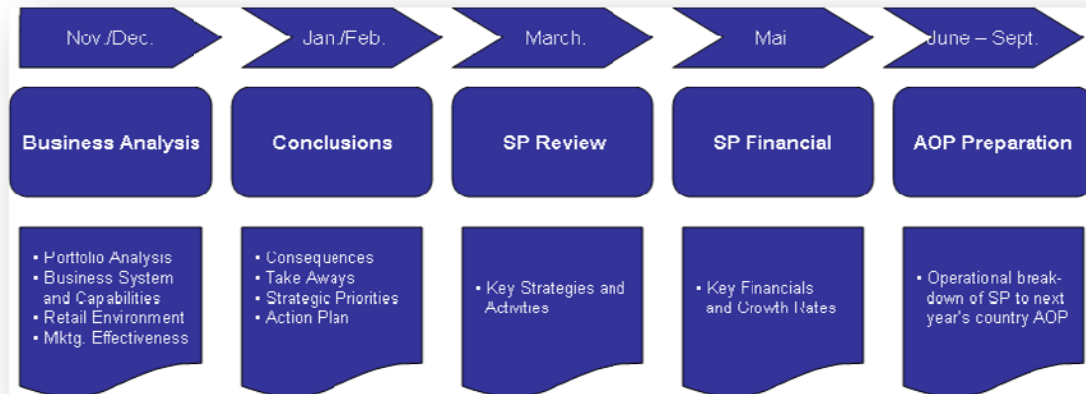 Nov./Dec.
Jan./Feb.
March.
Mai
June – Sept.
Business Analysis
Conclusions
SP Review
SP Financial
AOP Preparation
▪ Portfolio Analysis
▪ Business System
and Capabilities
▪ Retail Environment
▪ Mktg. Effectiveness
▪ Consequences
▪ Take Aways
▪ Strategic Priorities
▪ Action Plan
▪ Key Strategies and
Activities
▪ Key Financials
and Growth Rates
▪ Operational break-
down of SP to next
year's country AOP